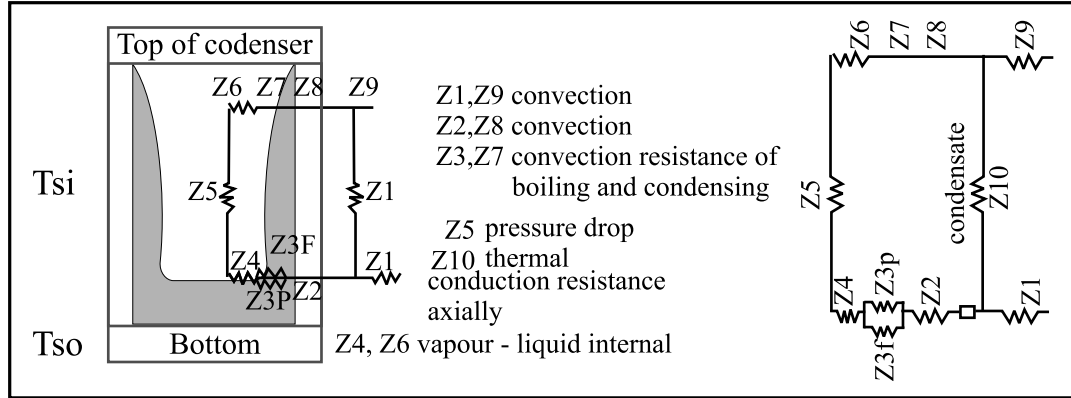 Top of codenser
Z6 Z7 Z8 Z9
Tsi
Z5
Z1
Z3F
Z4
Z1
Z3P
Z2
Tso
Bottom
Z1,Z9 convection
Z2,Z8 convection
Z3,Z7 convection resistance of
boiling and condensing
Z5 pressure drop
Z10 thermal
conduction resistance
axially
Z4, Z6 vapour - liquid internal
Z6
Z7
Z8
Z9
Z5
condensate
Z10
Z4
Z3p
Z3f
Z2
Z1